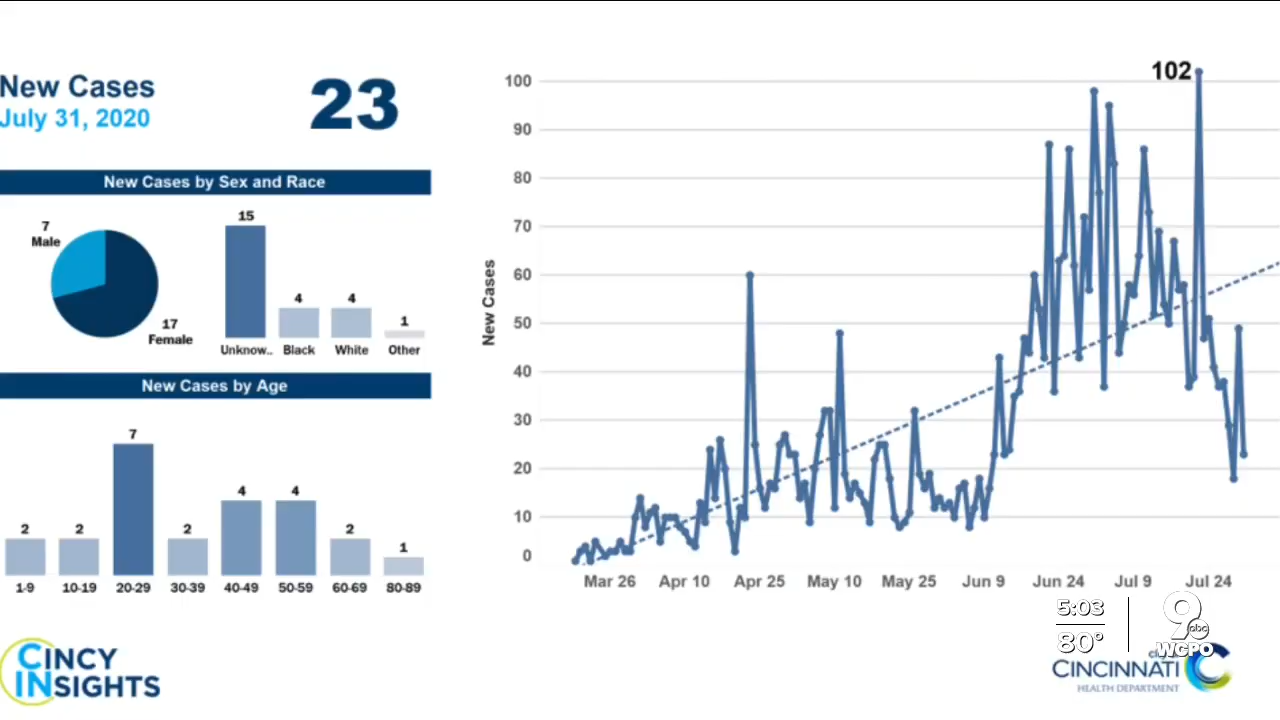 New Cases
July 31, 2020
23
New Cases by Sex and Race
7
Male
17
Female
15
4
4
1
Unknow..
Black
White
Other
New Cases by Age
2
2
7
2
4
4
2
1
1-9
10-19
20-29
30-39
40-49
50-59
60-69
80-89
New Cases
100
90
80
70
60
50
40
30
20
10
0
102
Mar 26
Apr 10
Apr 25
May 10
May 25
Jun 9
Jun 24
Jul 9
Jul 24
CINCY
INSIGHTS
5:03
80°
9
abc
WCPO
CINCINNATI
HEALTH DEPARTMENT